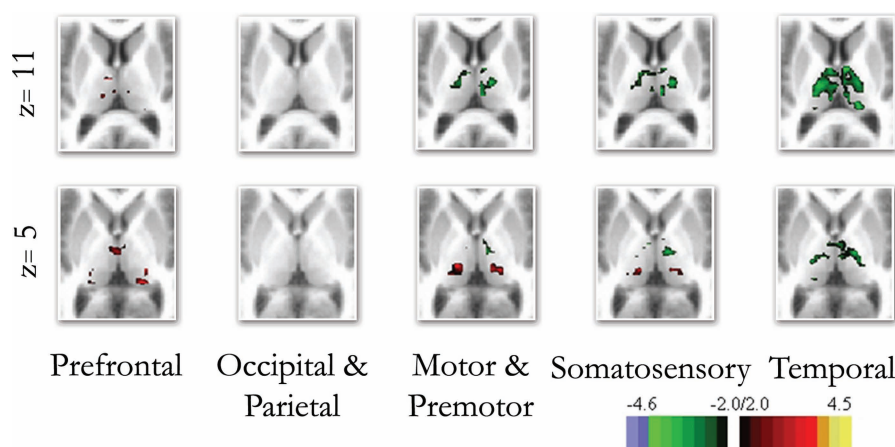 z= 11
z= 5
Prefrontal
Occipital &
Parietal
Motor &
Premotor
Somatosensory
Temporal
-4.6 -2.0/2.0 4.5